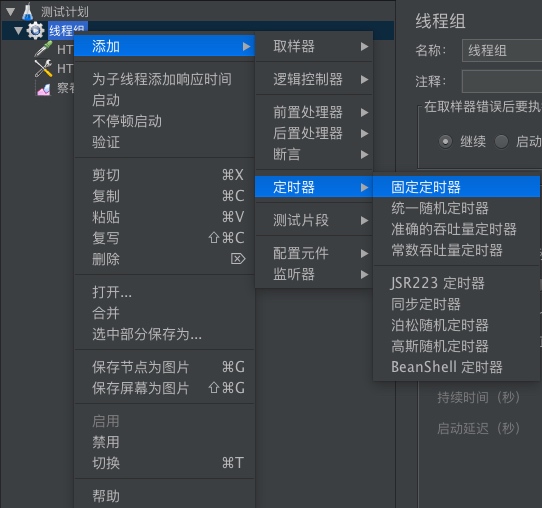 测试计划
线程组
HT
HT
察看
添加
为子线程添加响应时间
启动
不停顿启动
验证
剪切 ⌘X
复制 ⌘C
粘贴 ⌘V
复写 ⇧⌘C
删除 ⌦
打开...
合并
选中部分保存为...
保存节点为图片 ⌘G
保存屏幕为图片 ⇧⌘G
启用
禁用
切换 ⌘T
帮助
取样器
逻辑控制器
前置处理器
后置处理器
断言
定时器
测试片段
配置元件
监听器
固定定时器
统一随机定时器
准确的吞吐量定时器
常数吞吐量定时器
JSR223 定时器
同步定时器
泊松随机定时器
高斯随机定时器
BeanShell 定时器
线程组
名称： 线程组
注释：
在取样器错误后要执
继续 启动
持续时间（秒）
启动延迟（秒）